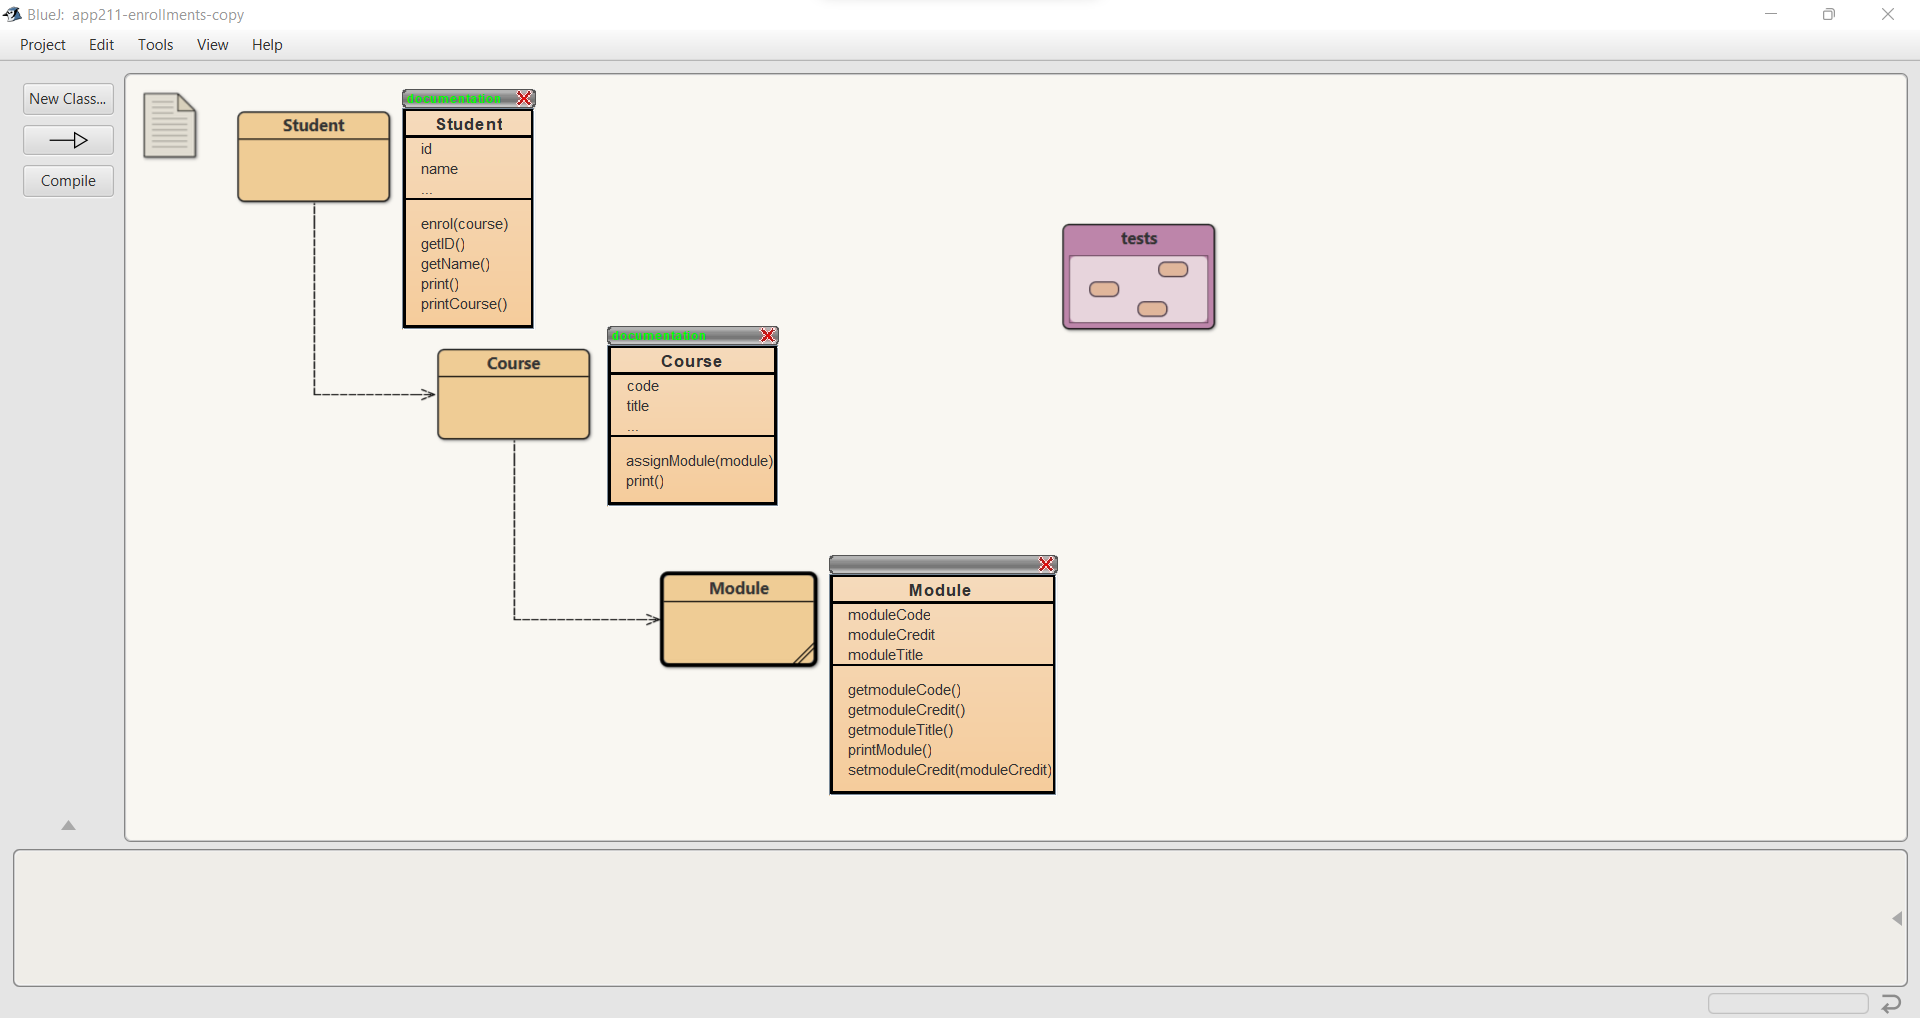 BlueJ: app211-enrollments-copy
Project Edit Tools View Help
New Class...
Compile
Student
documentation
Student
id
name
...
enrol(course)
getID()
getName()
print()
printCourse()
tests
Course
documentation
Course
code
title
...
assignModule(module)
print()
Module
Module
moduleCode
moduleCredit
moduleTitle
getmoduleCode()
getmoduleCredit()
getmoduleTitle()
printModule()
setmoduleCredit(moduleCredit)